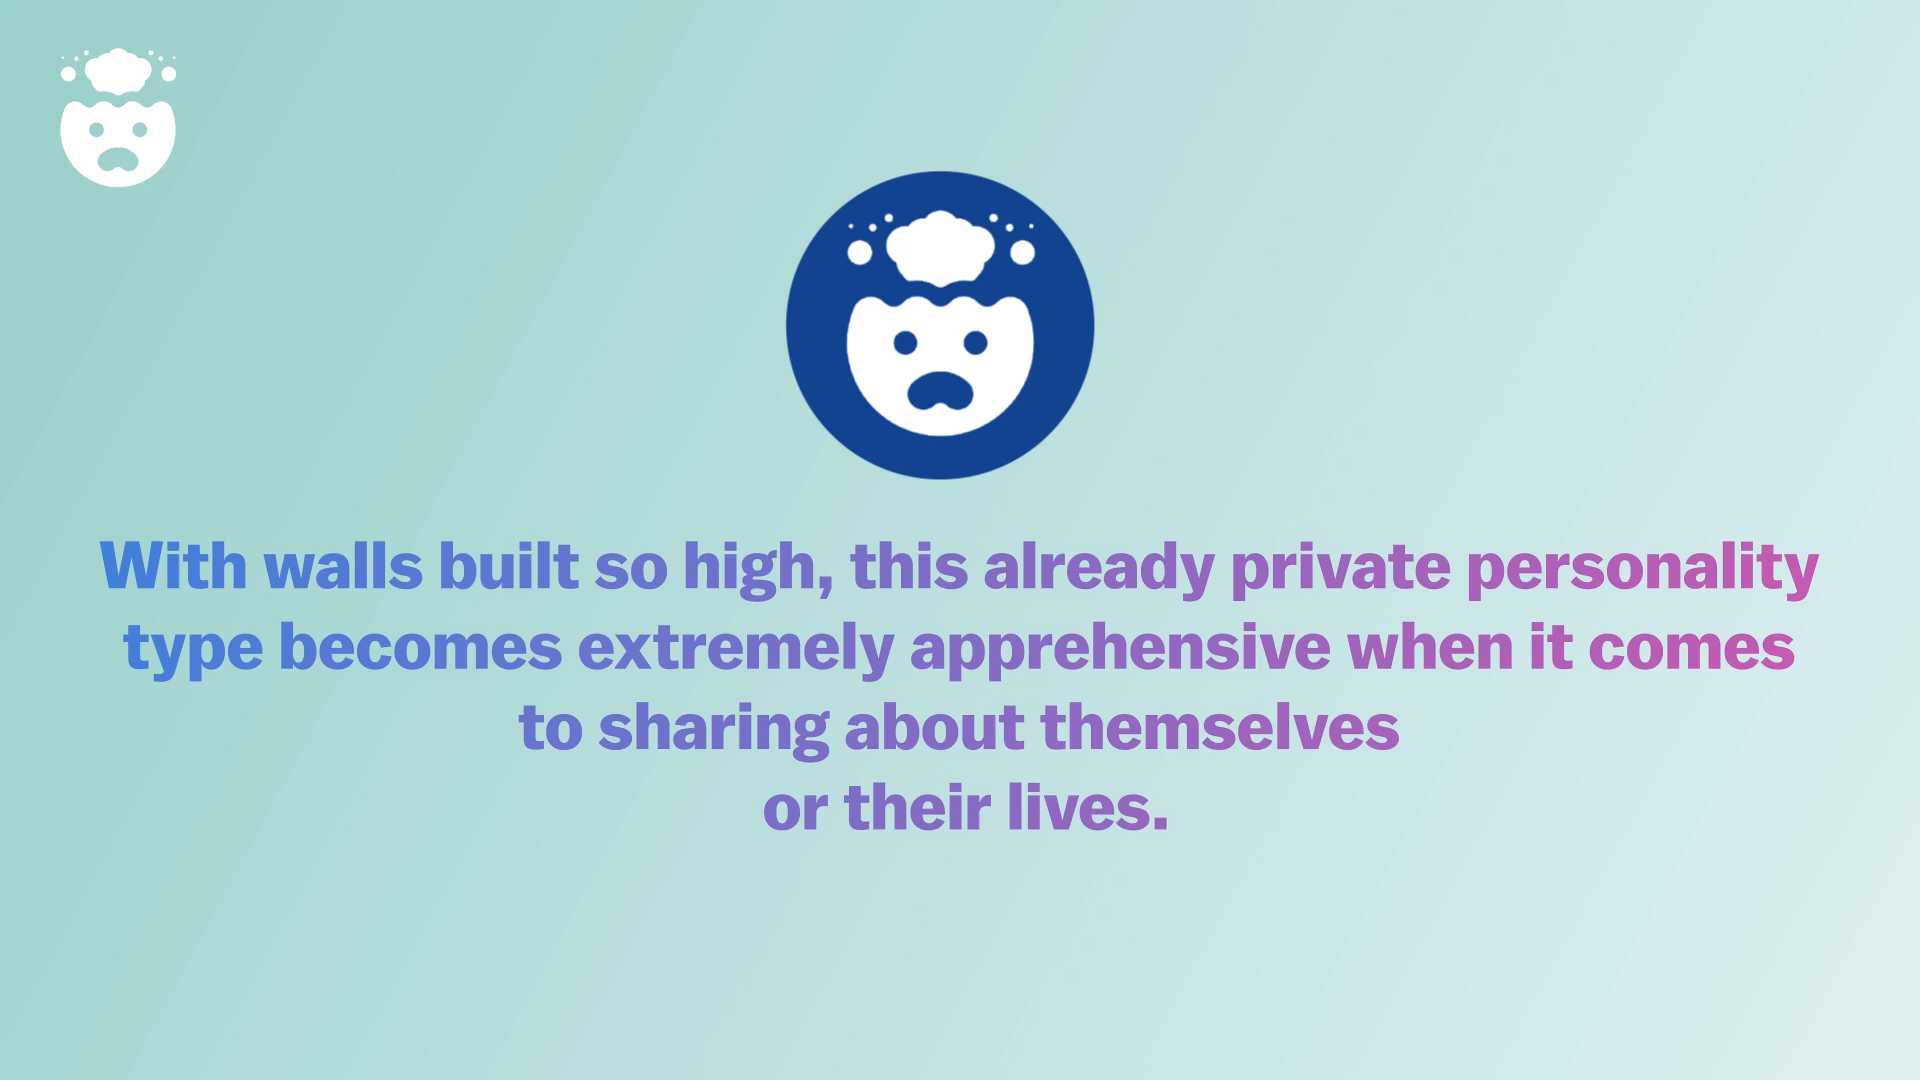 With walls built so high, this already private personality
type becomes extremely apprehensive when it comes
to sharing about themselves
or their lives.